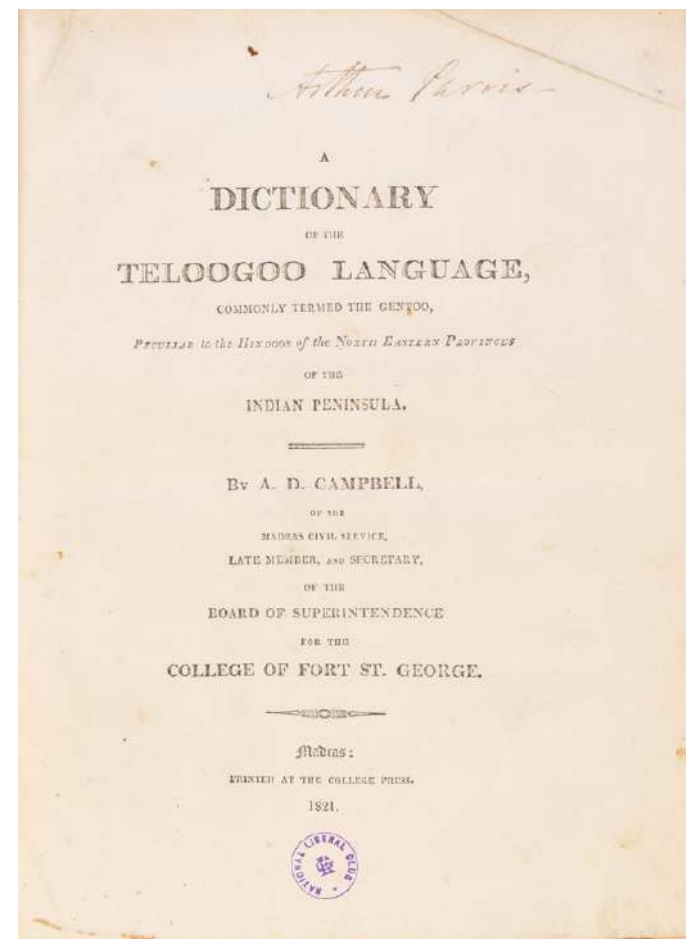 Arthur Purvis
A
DICTIONARY
OF THE
TELOOGOO LANGUAGE,
COMMONLY TERMED THE GENTOO,
PECULIAR to the HINDOOS of the NORTH EASTERN PROVINCES
OF THE
INDIAN PENINSULA.
BY A. D. CAMPBELL,
OF THE
MADRAS CIVIL SERVICE,
LATE MEMBER, AND SECRETARY,
OF THE
BOARD OF SUPERINTENDENCE
FOR THE
COLLEGE OF FORT ST. GEORGE.
Madras:
PRINTED AT THE COLLEGE PRESS.
1821.
NATIONAL LIBERAL CLUB